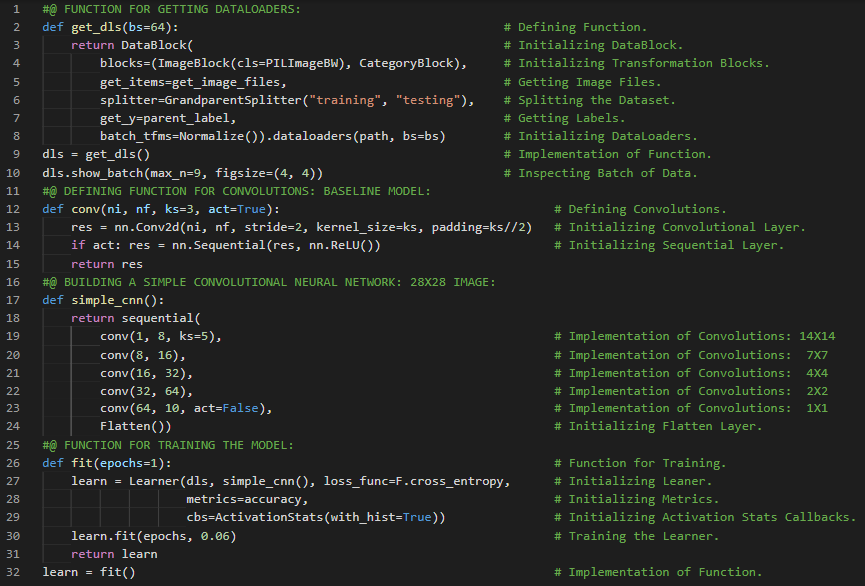 1 #@ FUNCTION FOR GETTING DATALOADERS:
2 def get_dls(bs=64): # Defining Function.
3 return DataBlock( # Initializing DataBlock.
4 blocks=(ImageBlock(cls=PILImageBW), CategoryBlock), # Initializing Transformation Blocks.
5 get_items=get_image_files, # Getting Image Files.
6 splitter=GrandparentSplitter("training", "testing"), # Splitting the Dataset.
7 get_y=parent_label, # Getting Labels.
8 batch_tfms=Normalize()).dataloaders(path, bs=bs) # Initializing DataLoaders.
9 dls = get_dls() # Implementation of Function.
10 dls.show_batch(max_n=9, figsize=(4, 4)) # Inspecting Batch of Data.
11 #@ DEFINING FUNCTION FOR CONVOLUTIONS: BASELINE MODEL:
12 def conv(ni, nf, ks=3, act=True): # Defining Convolutions.
13 res = nn.Conv2d(ni, nf, stride=2, kernel_size=ks, padding=ks//2) # Initializing Convolutional Layer.
14 if act: res = nn.Sequential(res, nn.ReLU()) # Initializing Sequential Layer.
15 return res
16 #@ BUILDING A SIMPLE CONVOLUTIONAL NEURAL NETWORK: 28X28 IMAGE:
17 def simple_cnn():
18 return sequential(
19 conv(1, 8, ks=5), # Implementation of Convolutions: 14X14
20 conv(8, 16), # Implementation of Convolutions: 7X7
21 conv(16, 32), # Implementation of Convolutions: 4X4
22 conv(32, 64), # Implementation of Convolutions: 2X2
23 conv(64, 10, act=False), # Implementation of Convolutions: 1X1
24 Flatten()) # Initializing Flatten Layer.
25 #@ FUNCTION FOR TRAINING THE MODEL:
26 def fit(epochs=1): # Function for Training.
27 learn = Learner(dls, simple_cnn(), loss_func=F.cross_entropy, # Initializing Leaner.
28 metrics=accuracy, # Initializing Metrics.
29 cbs=ActivationStats(with_hist=True)) # Initializing Activation Stats Callbacks.
30 learn.fit(epochs, 0.06) # Training the Learner.
31 return learn
32 learn = fit() # Implementation of Function.